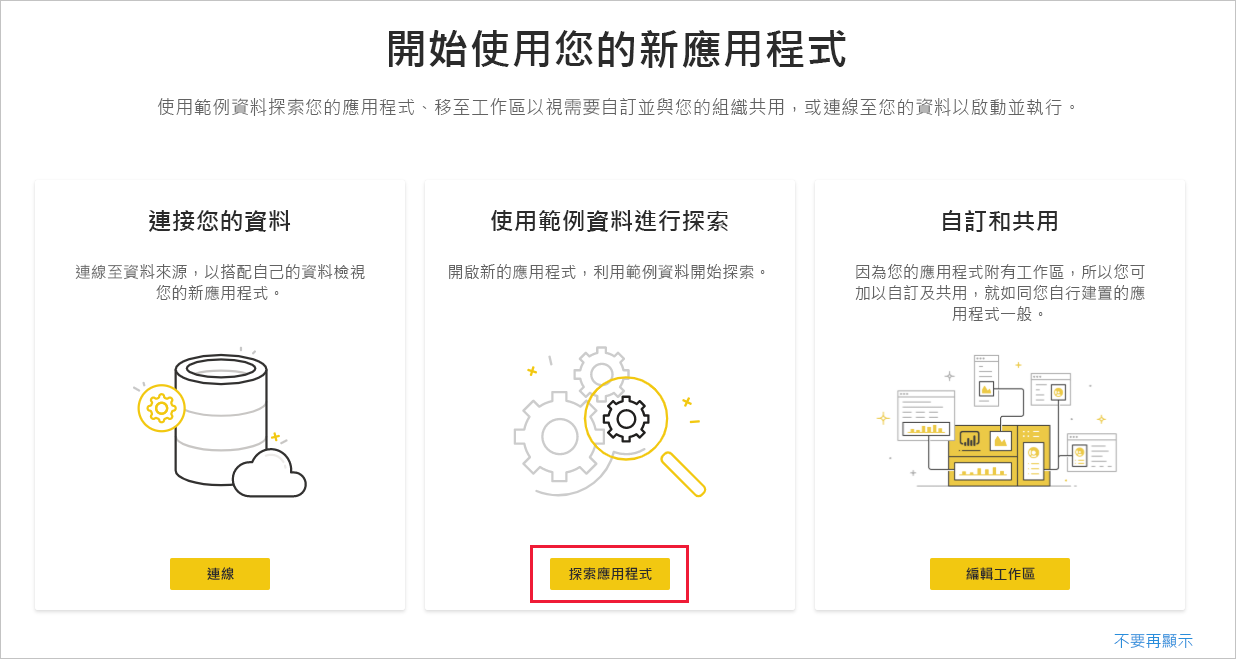 開始使用您的新應用程式
使用範例資料探索您的應用程式、移至工作區以視需要自訂並與您的組織共用，或連線至您的資料以啟動並執行。
連接您的資料
連線至資料來源，以搭配自己的資料檢視
您的新應用程式。
連線
使用範例資料進行探索
開啟新的應用程式，利用範例資料開始探索。
探索應用程式
自訂和共用
因為您的應用程式附有工作區，所以您可
加以自訂及共用，就如同您自行建置的應
用程式一般。
編輯工作區
不要再顯示